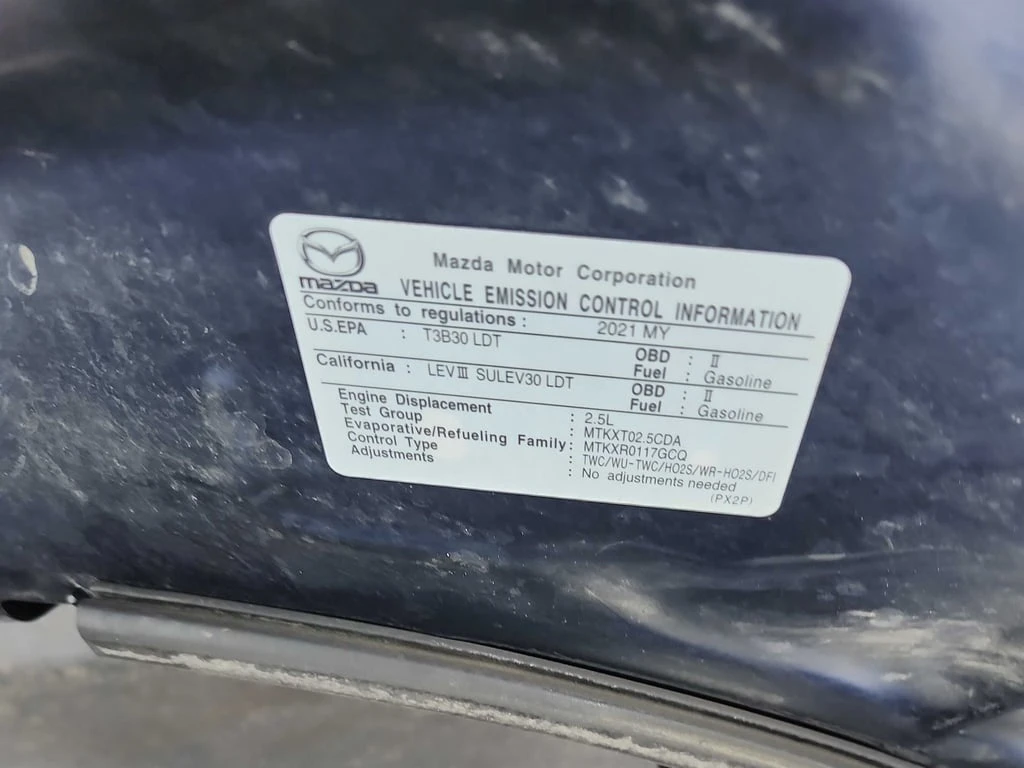 mazda
Mazda Motor Corporation
VEHICLE EMISSION CONTROL INFORMATION
Conforms to regulations : 2021 MY
U.S.EPA : T3B30 LDT OBD : II
Fuel : Gasoline
California : LEVIII SULEV30 LDT OBD : II
Fuel : Gasoline
Engine Displacement : 2.5L
Test Group : MTKXT02.5CDA
Evaporative/Refueling Family : MTKXR0117GCQ
Control Type : TWC/WU-TWC/HO2S/WR-HO2S/DFI
Adjustments : No adjustments needed
(PX2P)